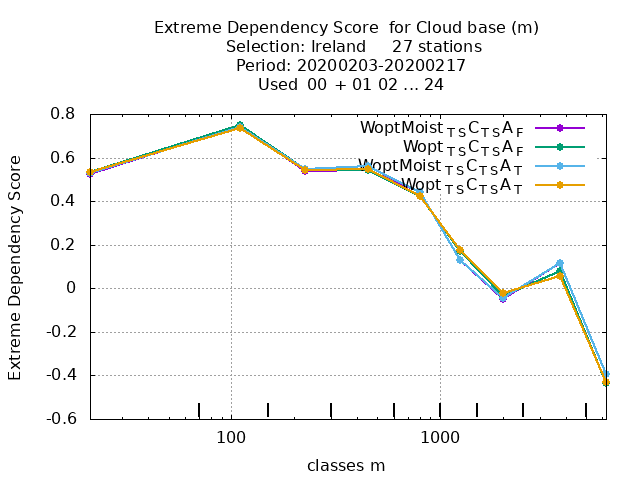 Extreme Dependency Score  for Cloud base (m)
Selection: Ireland     27 stations
Period: 20200203-20200217
Used  00  + 01 02 ... 24
WoptMoist TS C TS A F
Wopt TS C TS A F
WoptMoist TS C TS A T
Wopt TS C TS A T
Extreme Dependency Score
0.8
0.6
0.4
0.2
0
-0.2
-0.4
-0.6
100
1000
classes m